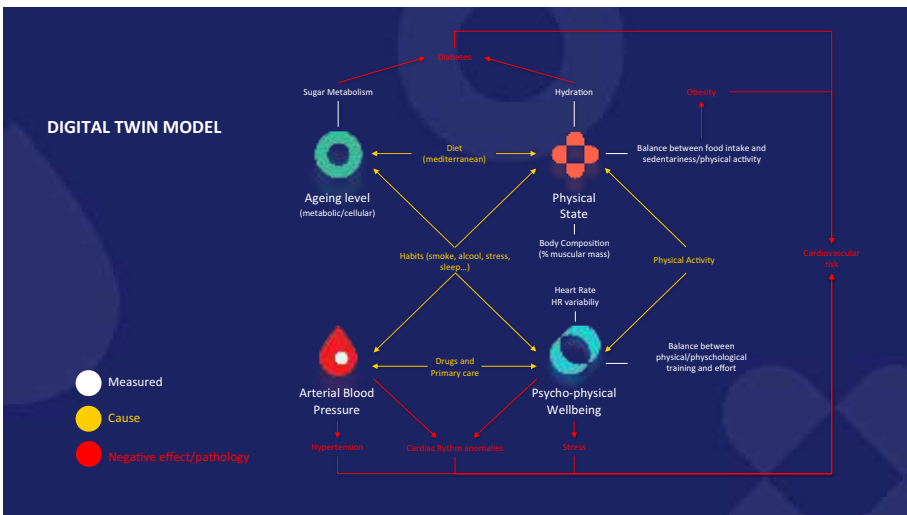 Diabetes
Sugar Metabolism
Hydration
Obesity
DIGITAL TWIN MODEL
Diet
(mediterranean)
Balance between food intake and
sedentariness/physical activity
Ageing level
(metabolic/cellular)
Physical
State
Body Composition
(% muscular mass)
Habits (smoke, alcool, stress,
sleep...)
Physical Activity
Cardiovascular
risk
Heart Rate
HR variabiliy
Drugs and
Primary care
Balance between
physical/physchological
training and effort
Measured
Arterial Blood
Pressure
Psycho-physical
Wellbeing
Cause
Hypertension
Cardiac Rythm anomalies
Stress
Negative effect/pathology